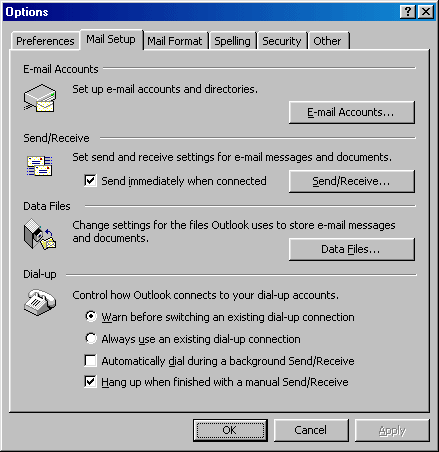 Options
Preferences Mail Setup Mail Format Spelling Security Other
E-mail Accounts
Set up e-mail accounts and directories.
E-mail Accounts...
Send/Receive
Set send and receive settings for e-mail messages and documents.
Send immediately when connected
Send/Receive...
Data Files
Change settings for the files Outlook uses to store e-mail messages
and documents.
Data Files...
Dial-up
Control how Outlook connects to your dial-up accounts.
Warn before switching an existing dial-up connection
Always use an existing dial-up connection
Automatically dial during a background Send/Receive
Hang up when finished with a manual Send/Receive
OK Cancel Apply